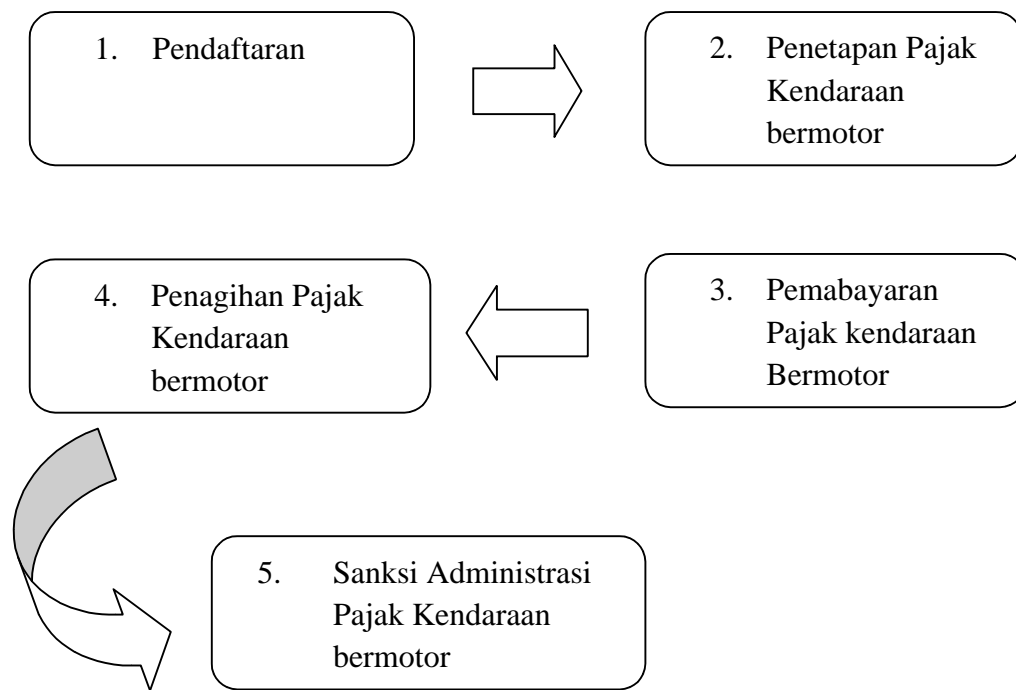 1. Pendaftaran
2. Penetapan Pajak
Kendaraan
bermotor
3. Pemabayaran
Pajak kendaraan
Bermotor
4. Penagihan Pajak
Kendaraan
bermotor
5. Sanksi Administrasi
Pajak Kendaraan
bermotor